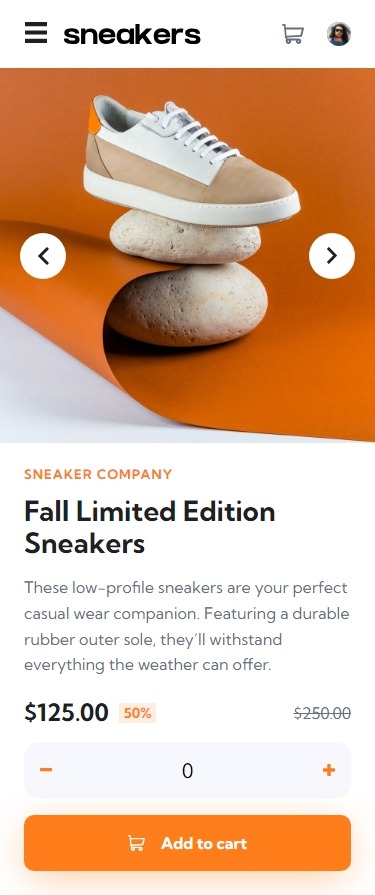 sneakers
SNEAKER COMPANY
Fall Limited Edition
Sneakers
These low-profile sneakers are your perfect
casual wear companion. Featuring a durable
rubber outer sole, they'll withstand
everything the weather can offer.
$125.00 50% $250.00
− 0 +
Add to cart